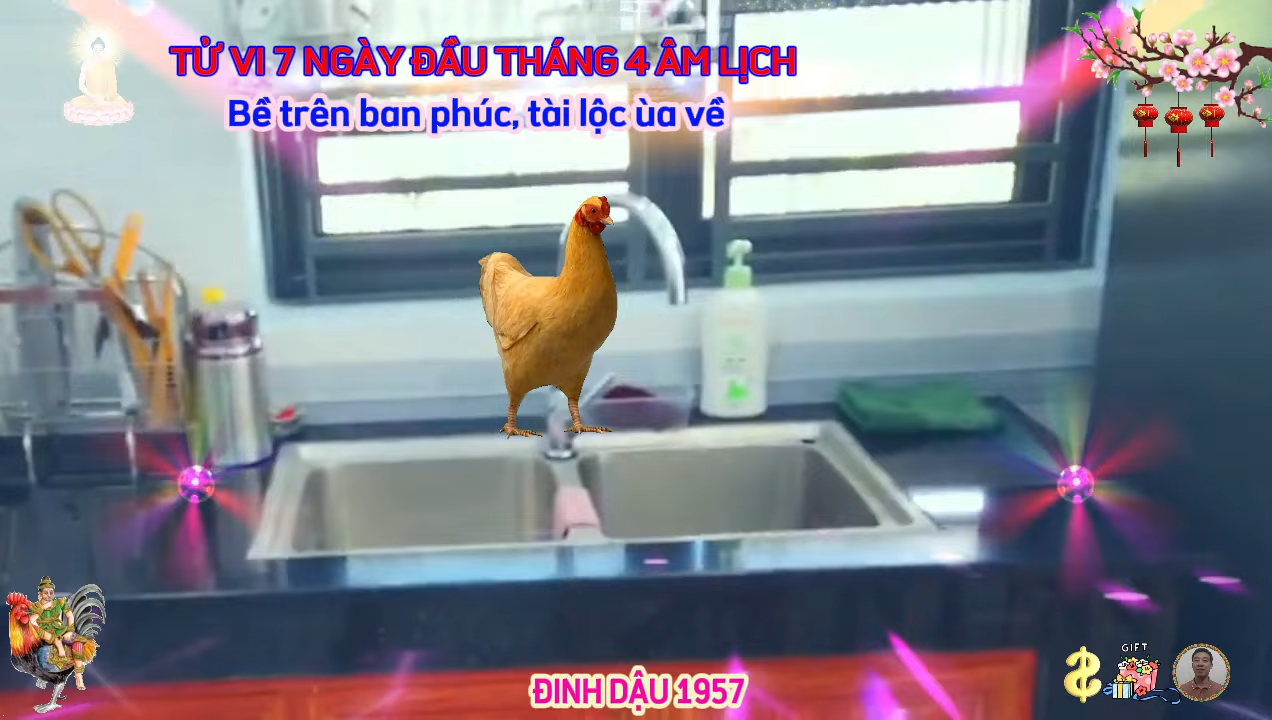 TỬ VI 7 NGÀY ĐẦU THÁNG 4 ÂM LỊCH
Bề trên ban phúc, tài lộc ùa về
GIFT
ĐINH DẬU 1957